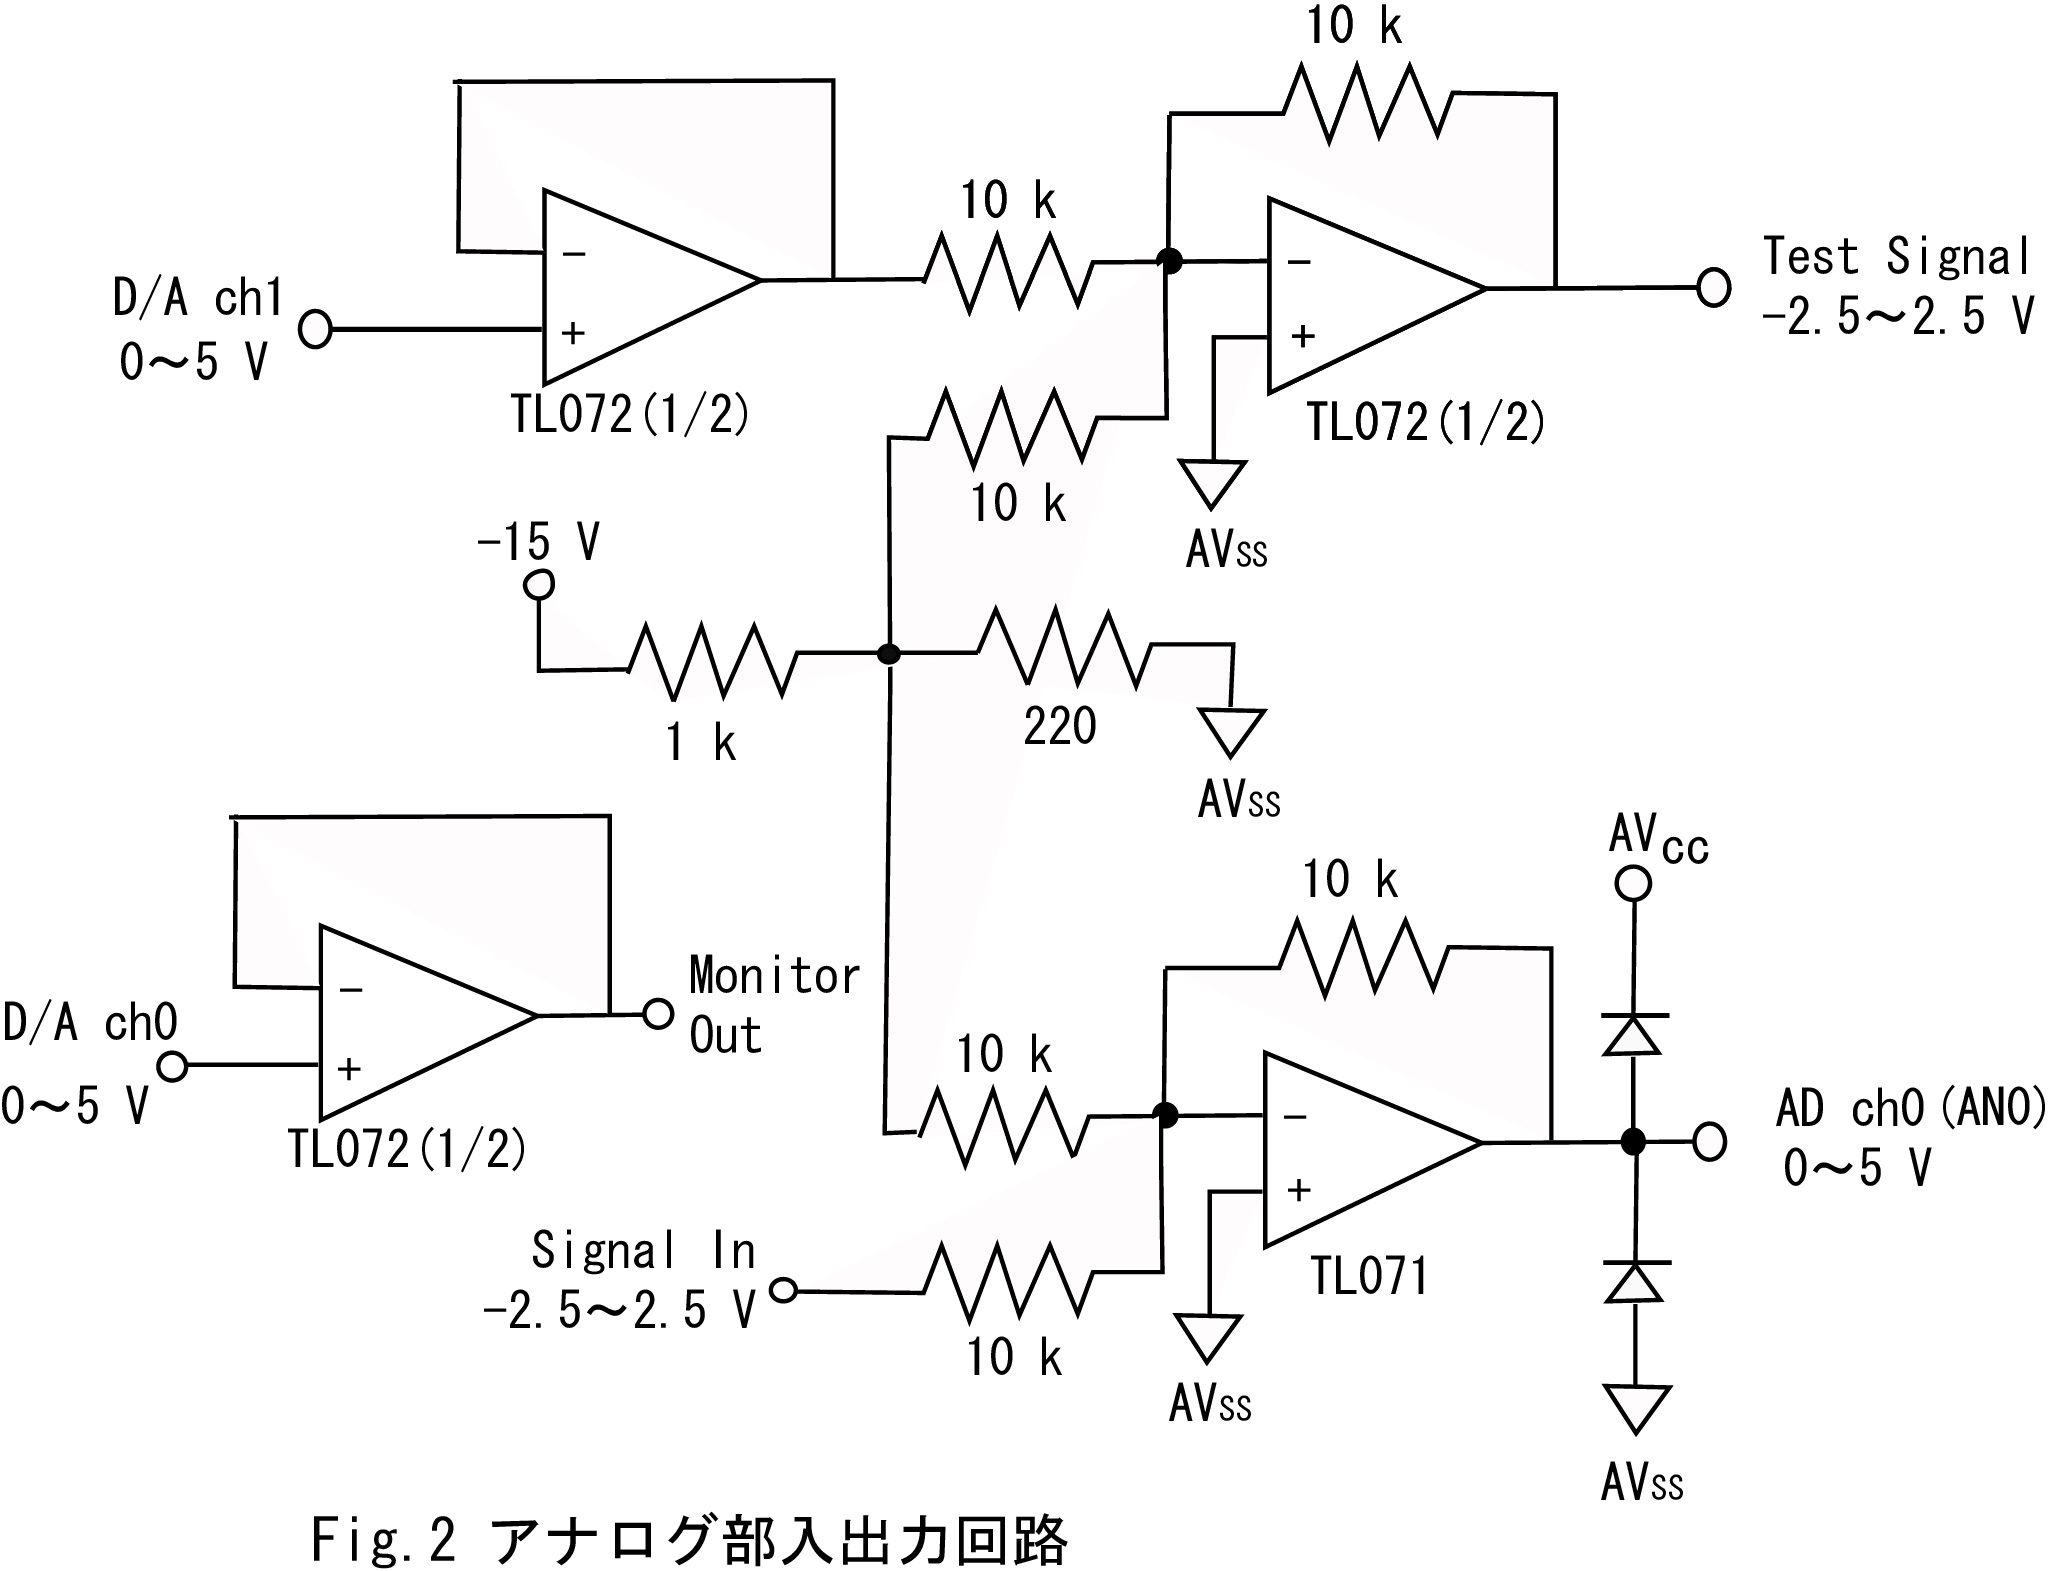 10 k
10 k
D/A ch1
0～5 V
−
+
TL072(1/2)
−
+
TL072(1/2)
Test Signal
-2.5～2.5 V
10 k
AVss
-15 V
1 k
220
AVss
D/A ch0
0～5 V
−
+
TL072(1/2)
Monitor
Out
10 k
10 k
−
+
TL071
AVcc
AD ch0(AN0)
0～5 V
Signal In
-2.5～2.5 V
10 k
AVss
AVss
Fig.2 アナログ部入出力回路